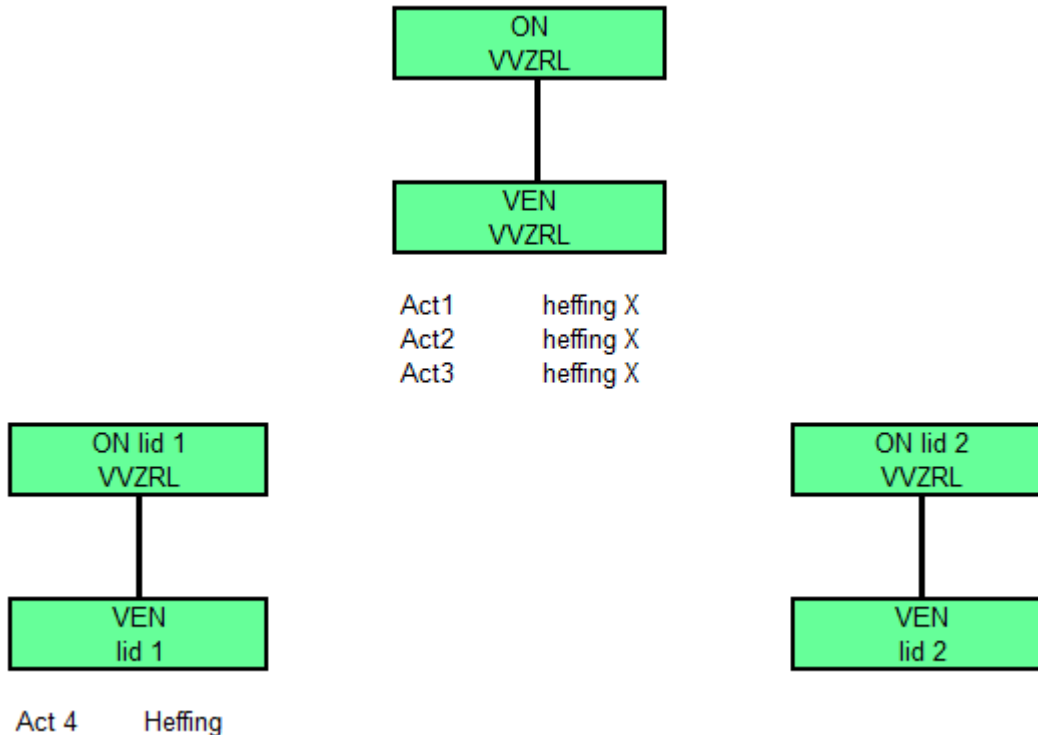 ON
VVZRL
VEN
VVZRL
Act1 heffing X
Act2 heffing X
Act3 heffing X
ON lid 1
VVZRL
ON lid 2
VVZRL
VEN
lid 1
VEN
lid 2
Act 4 Heffing